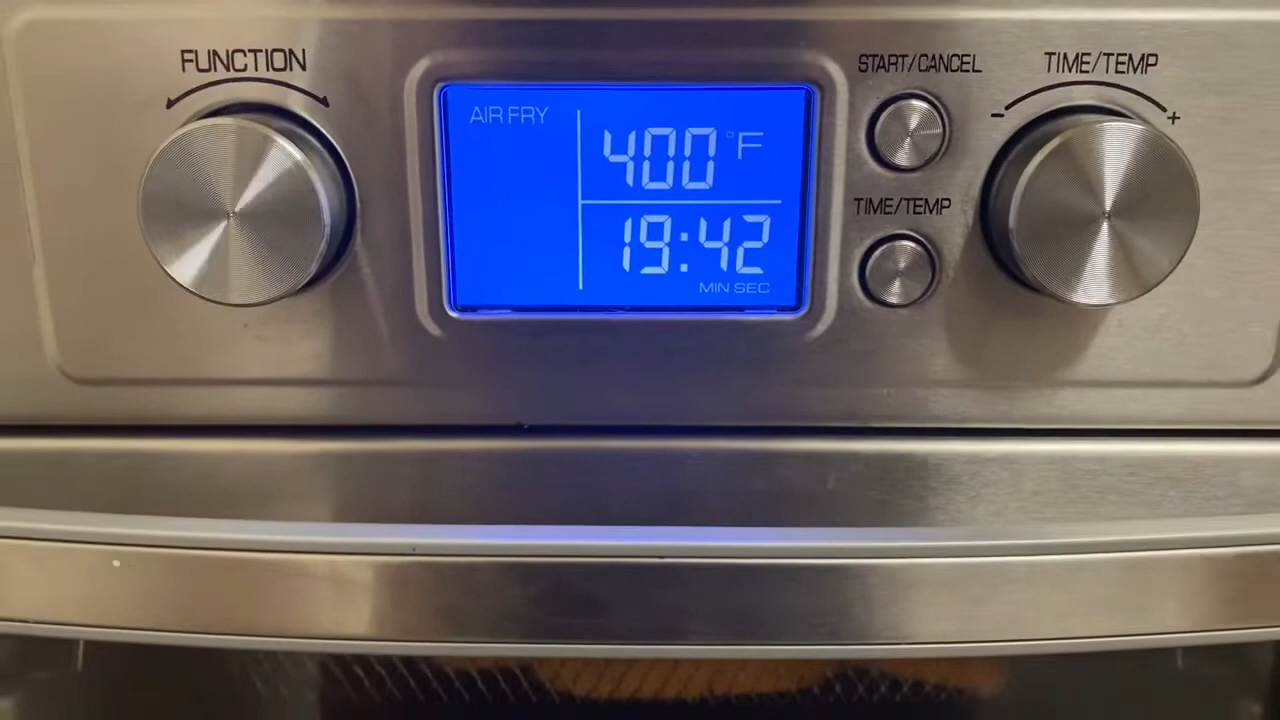 FUNCTION
AIR FRY
400 °F
19:42
MIN SEC
START/CANCEL
TIME/TEMP
TIME/TEMP
- +